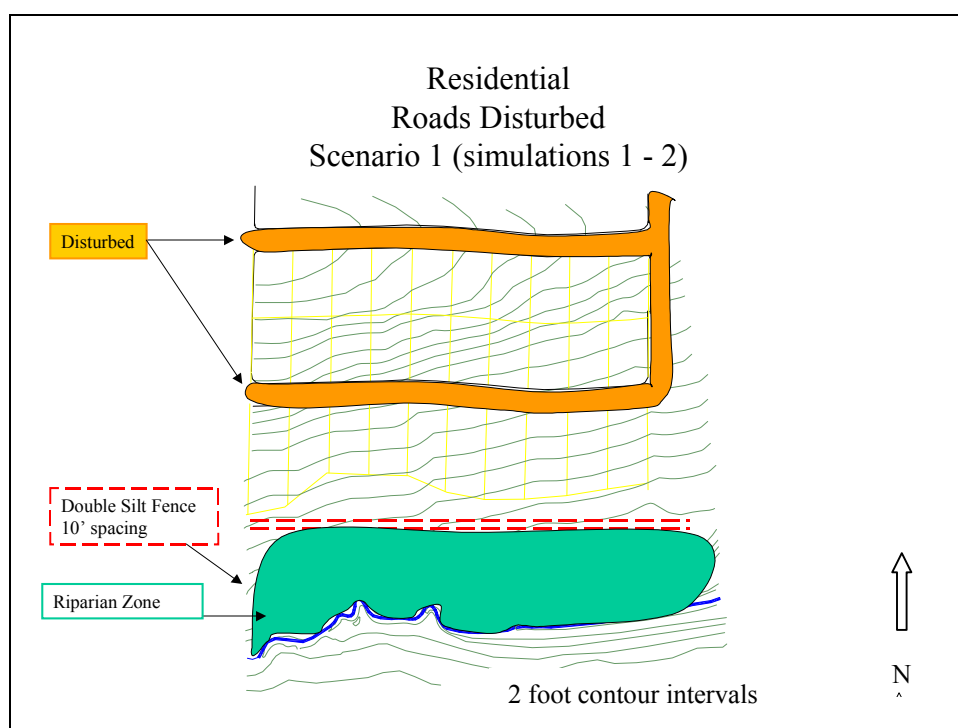 Residential
Roads Disturbed
Scenario 1 (simulations 1 - 2)
Disturbed
Double Silt Fence
10’ spacing
Riparian Zone
N
^
2 foot contour intervals